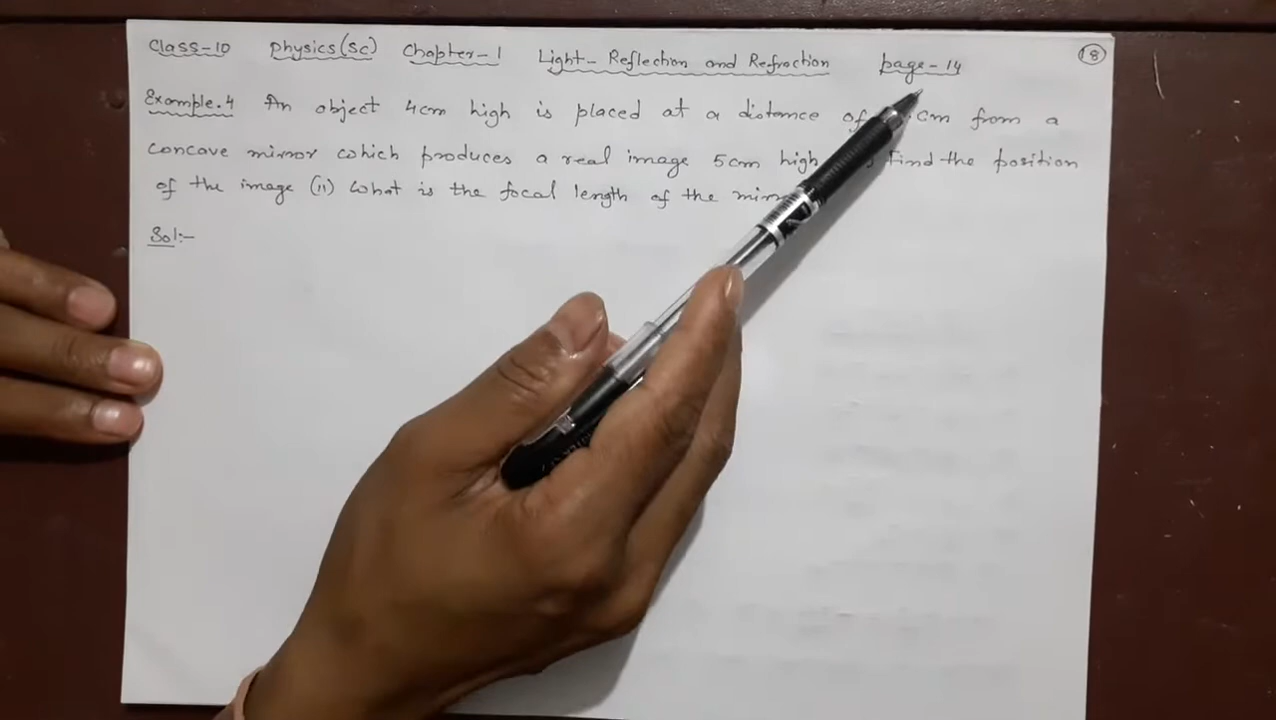 Class-10 Physics(SC) Chapter-1 Light-Reflection and Refraction page-14 18
Example.4 An object 4cm high is placed at a distance of cm from a
concave mirror which produces a real image 5cm high Find the position
of the image (11) What is the focal length of the
Sol:-